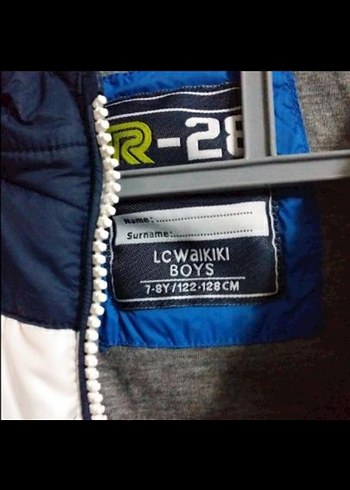 R-28
Name:
Surname:
LCWAIKIKI
BOYS
7-8Y/122-128CM